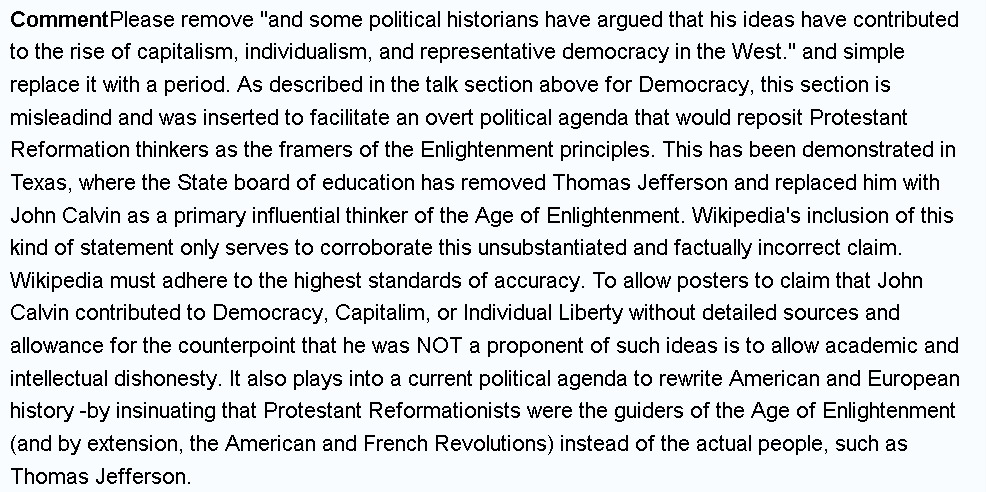 CommentPlease remove "and some political historians have argued that his ideas have contributed
to the rise of capitalism, individualism, and representative democracy in the West." and simple
replace it with a period. As described in the talk section above for Democracy, this section is
misleadind and was inserted to facilitate an overt political agenda that would reposit Protestant
Reformation thinkers as the framers of the Enlightenment principles. This has been demonstrated in
Texas, where the State board of education has removed Thomas Jefferson and replaced him with
John Calvin as a primary influential thinker of the Age of Enlightenment. Wikipedia's inclusion of this
kind of statement only serves to corroborate this unsubstantiated and factually incorrect claim.
Wikipedia must adhere to the highest standards of accuracy. To allow posters to claim that John
Calvin contributed to Democracy, Capitalim, or Individual Liberty without detailed sources and
allowance for the counterpoint that he was NOT a proponent of such ideas is to allow academic and
intellectual dishonesty. It also plays into a current political agenda to rewrite American and European
history -by insinuating that Protestant Reformationists were the guiders of the Age of Enlightenment
(and by extension, the American and French Revolutions) instead of the actual people, such as
Thomas Jefferson.